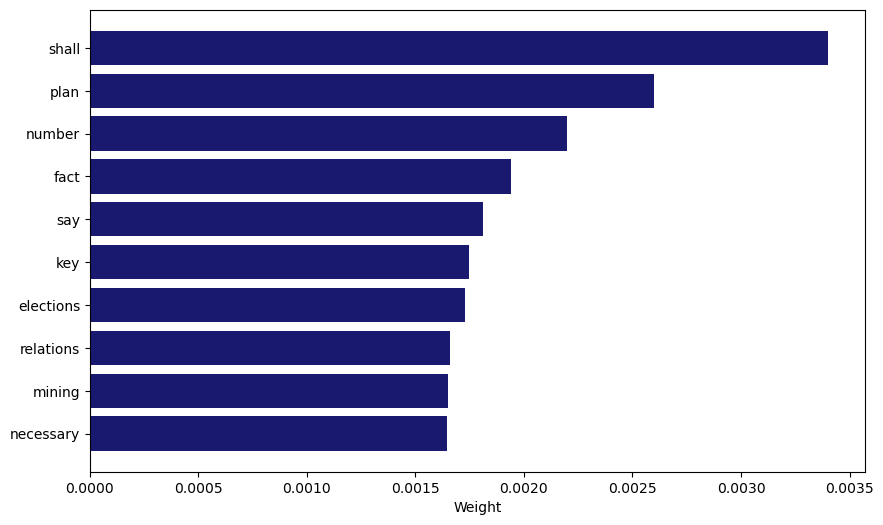 shall
plan
number
fact
say
key
elections
relations
mining
necessary
0.0000 0.0005 0.0010 0.0015 0.0020 0.0025 0.0030 0.0035
Weight